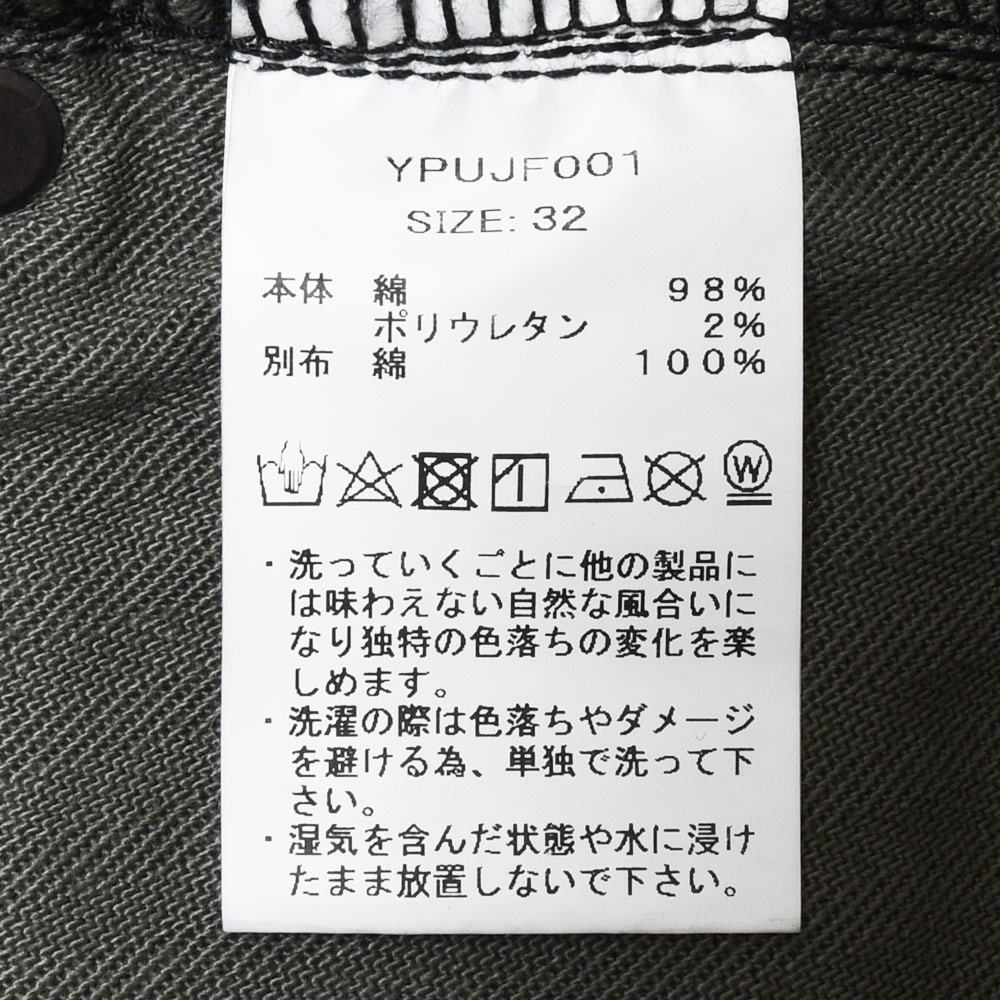 YPUJF001
SIZE: 32
本体 綿 98%
ポリウレタン 2%
別布 綿 100%
W
・洗っていくごとに他の製品に
は味わえない自然な風合いに
なり独特の色落ちの変化を楽
しめます。
・洗濯の際は色落ちやダメージ
を避ける為、単独で洗って下
さい。
・湿気を含んだ状態や水に浸け
たまま放置しないで下さい。